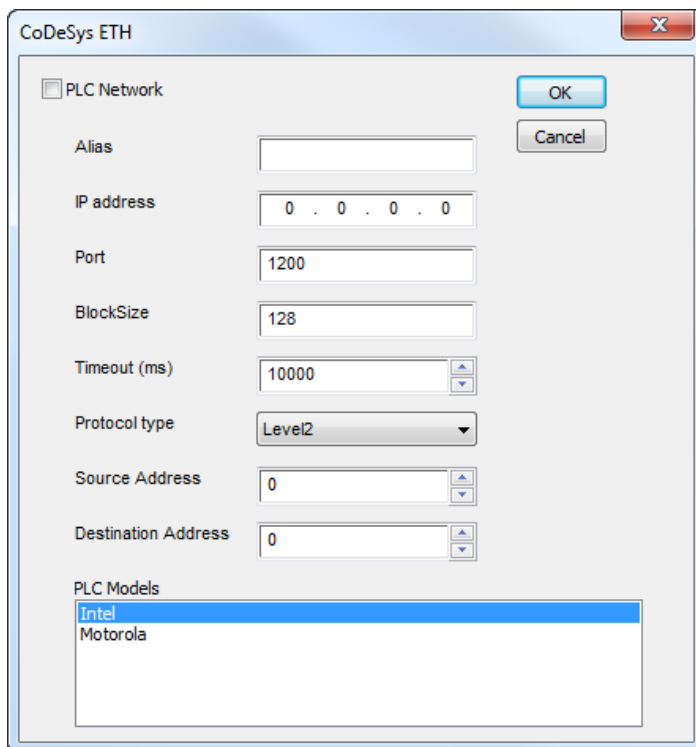 CoDeSys ETH
PLC Network
OK
Cancel
Alias
IP address 0 . 0 . 0 . 0
Port 1200
BlockSize 128
Timeout (ms) 10000
Protocol type Level2
Source Address 0
Destination Address 0
PLC Models
Intel
Motorola